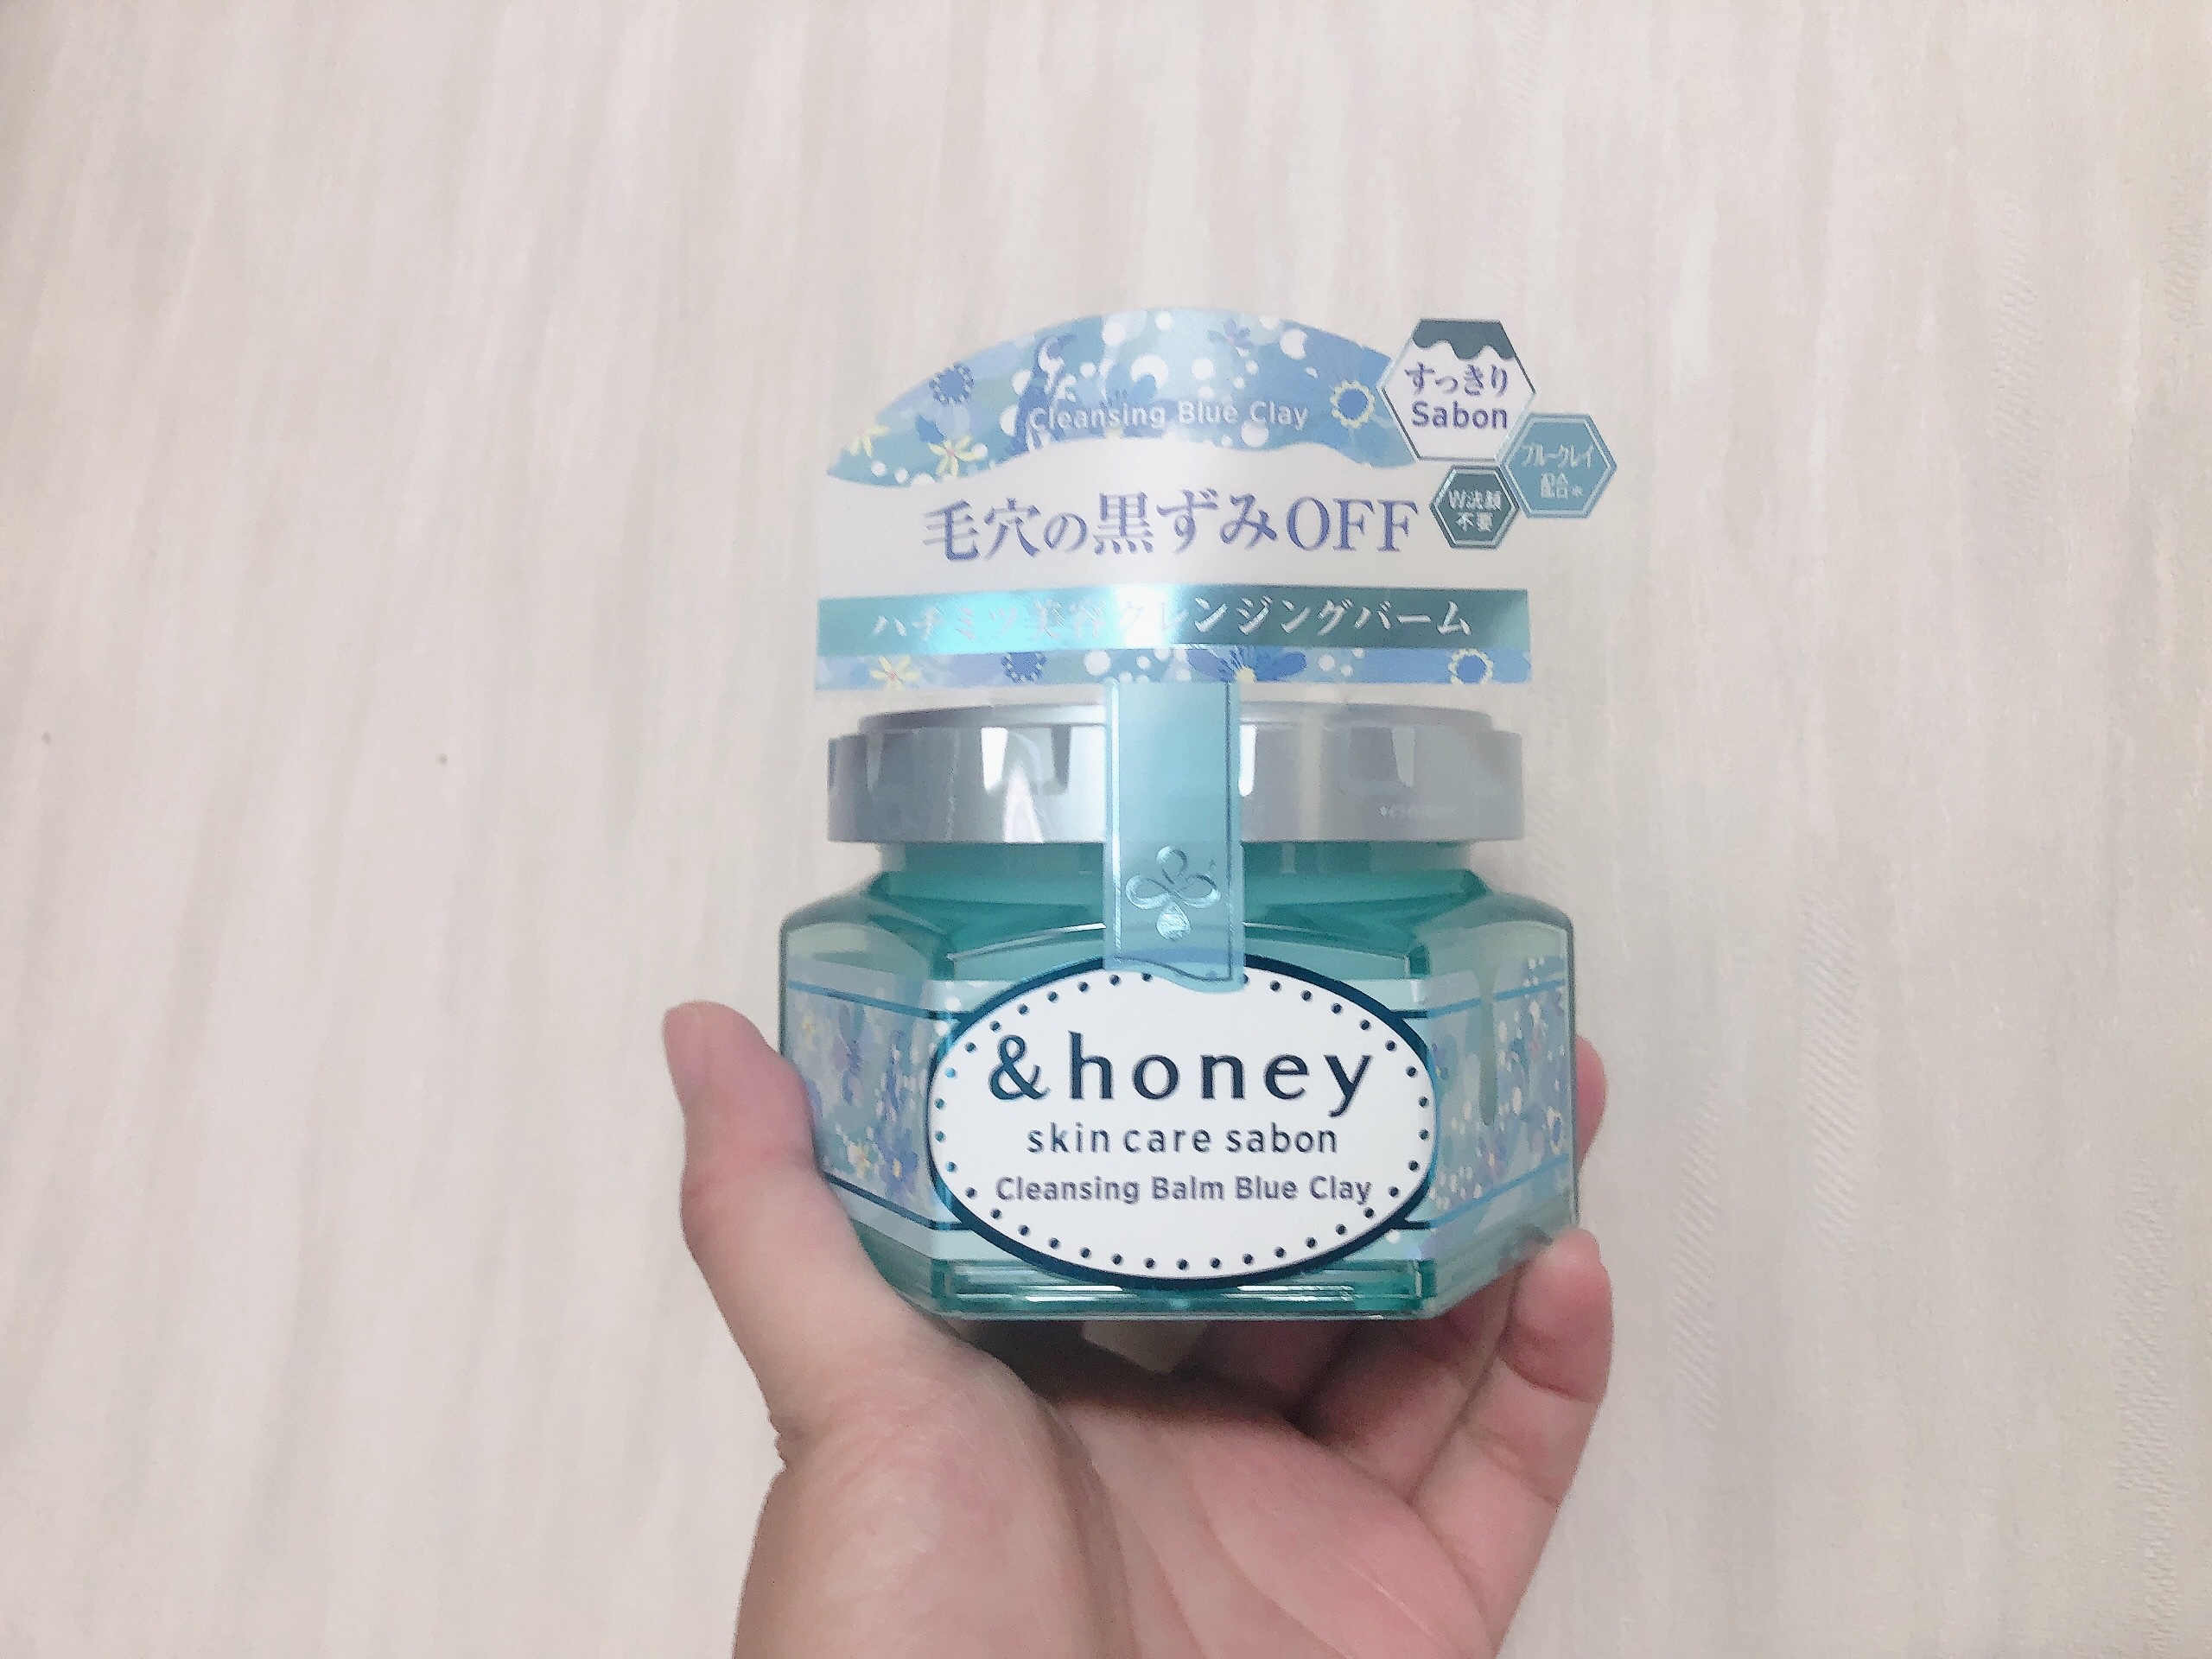 Cleansing Blue Clay
すっきり
Sabon
ブルークレイ
配合*
W洗顔
不要
毛穴の黒ずみOFF
ハチミツ美容クレンジングバーム
&honey
skin care sabon
Cleansing Balm Blue Clay